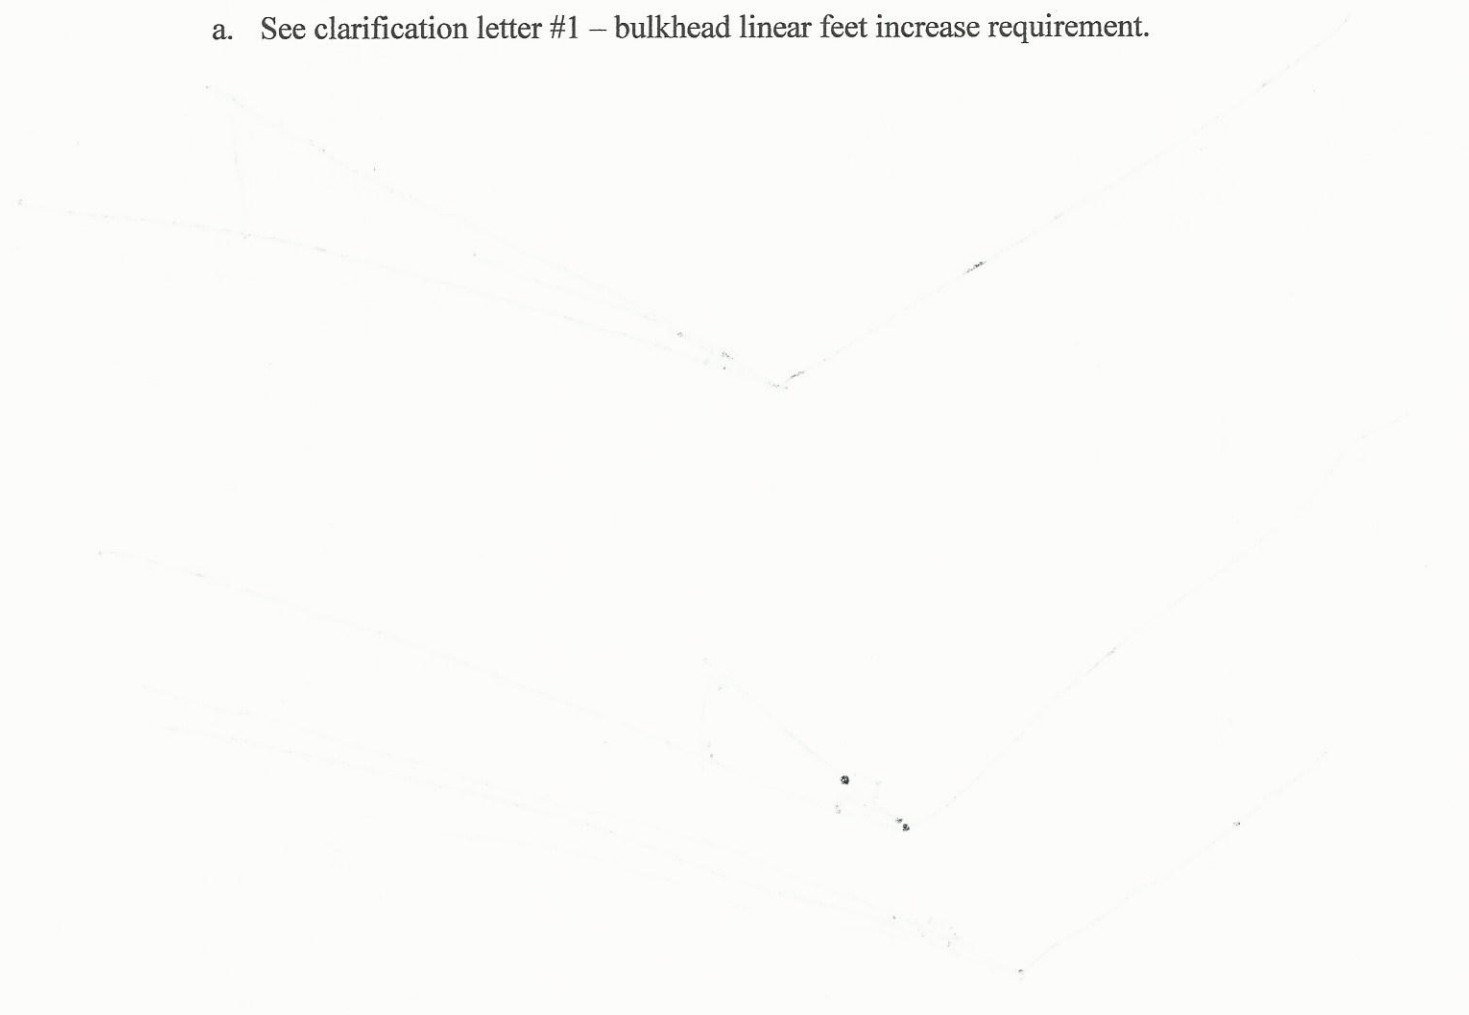 a. See clarification letter #1 – bulkhead linear feet increase requirement.